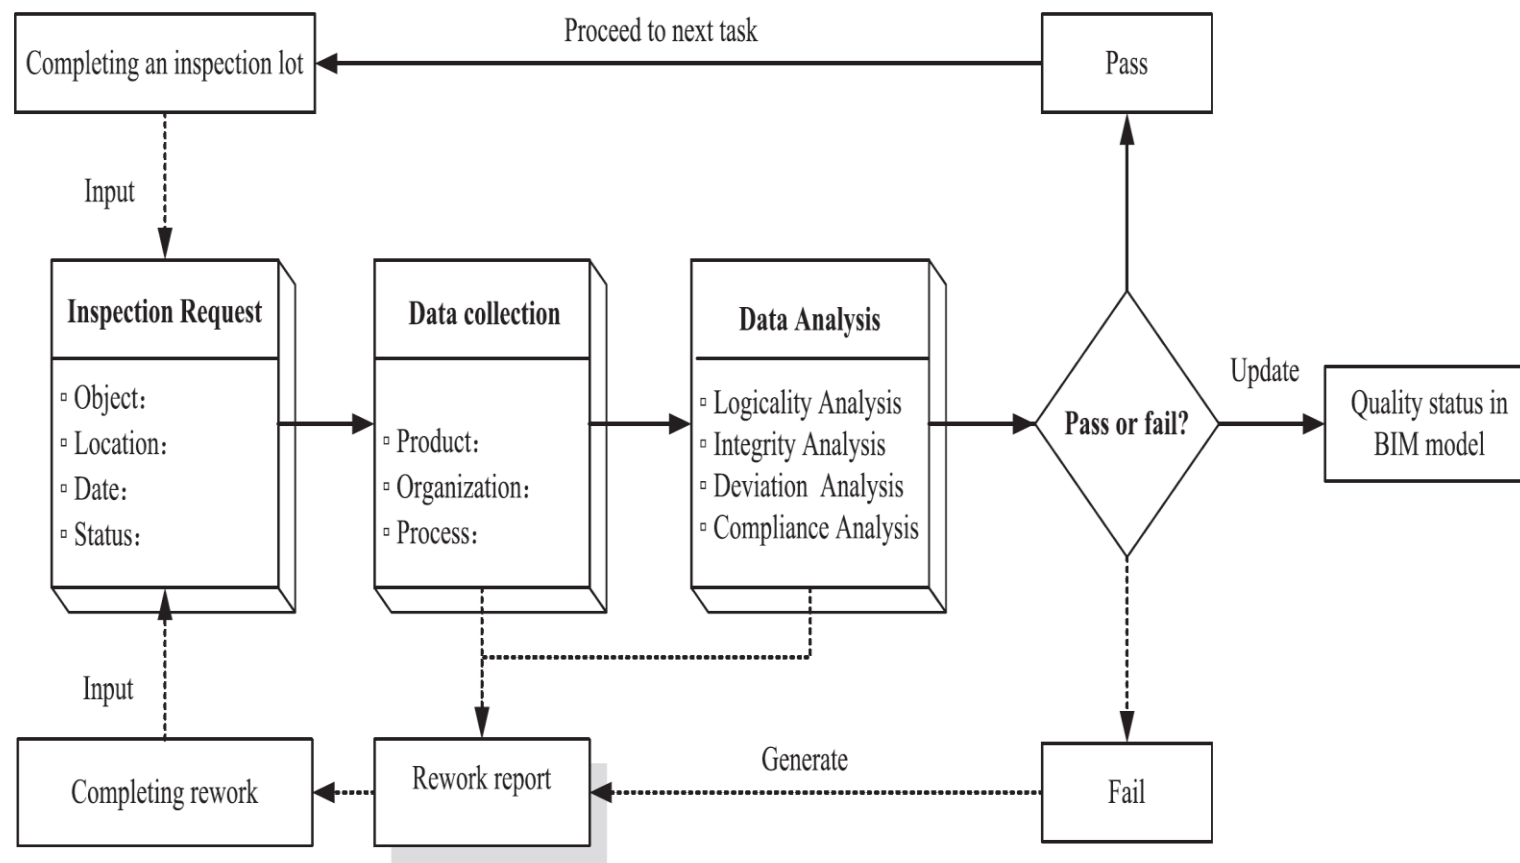 Proceed to next task
Completing an inspection lot
Pass
Input
Inspection Request
Object：
Location：
Date：
Status：
Data collection
Product：
Organization：
Process：
Data Analysis
Logicality Analysis
Integrity Analysis
Deviation Analysis
Compliance Analysis
Pass or fail?
Update
Quality status in
BIM model
Input
Completing rework
Rework report
Generate
Fail